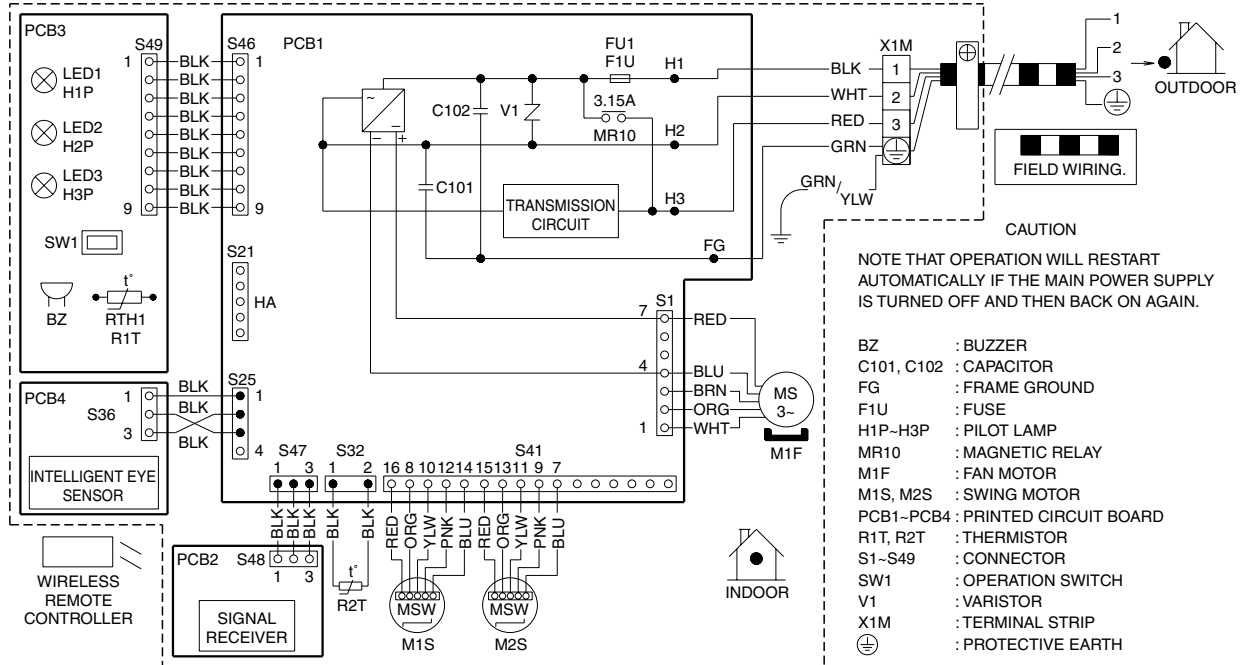 PCB3
S49
S46
PCB1
FU1
F1U
H1
X1M
1
2
3
OUTDOOR
1
BLK
1
BLK
BLK
BLK
BLK
BLK
BLK
BLK
9
BLK
9
LED1
H1P
LED2
H2P
LED3
H3P
SW1
BZ
t°
RTH1
R1T
~
–
–
+
C102
V1
3.15A
MR10
H2
C101
TRANSMISSION
CIRCUIT
H3
FG
BLK
1
WHT
2
RED
3
GRN
GRN/
YLW
FIELD WIRING.
S21
HA
CAUTION
NOTE THAT OPERATION WILL RESTART
AUTOMATICALLY IF THE MAIN POWER SUPPLY
IS TURNED OFF AND THEN BACK ON AGAIN.
S1
7
RED
4
BLU
BRN
ORG
1
WHT
MS
3~
M1F
PCB4
S36
1
3
BLK
BLK
BLK
S25
1
4
INTELLIGENT EYE
SENSOR
S47
1
3
S32
1
2
S41
16 8 10 12 14 15 13 11 9 7
BLK
BLK
BLK
BLK
BLK
RED
ORG
YLW
PNK
BLU
RED
ORG
YLW
PNK
BLU
PCB2
S48
1
3
SIGNAL
RECEIVER
t°
R2T
MSW
M1S
MSW
M2S
WIRELESS
REMOTE
CONTROLLER
INDOOR
BZ : BUZZER
C101, C102 : CAPACITOR
FG : FRAME GROUND
F1U : FUSE
H1P~H3P : PILOT LAMP
MR10 : MAGNETIC RELAY
M1F : FAN MOTOR
M1S, M2S : SWING MOTOR
PCB1~PCB4 : PRINTED CIRCUIT BOARD
R1T, R2T : THERMISTOR
S1~S49 : CONNECTOR
SW1 : OPERATION SWITCH
V1 : VARISTOR
X1M : TERMINAL STRIP
: PROTECTIVE EARTH